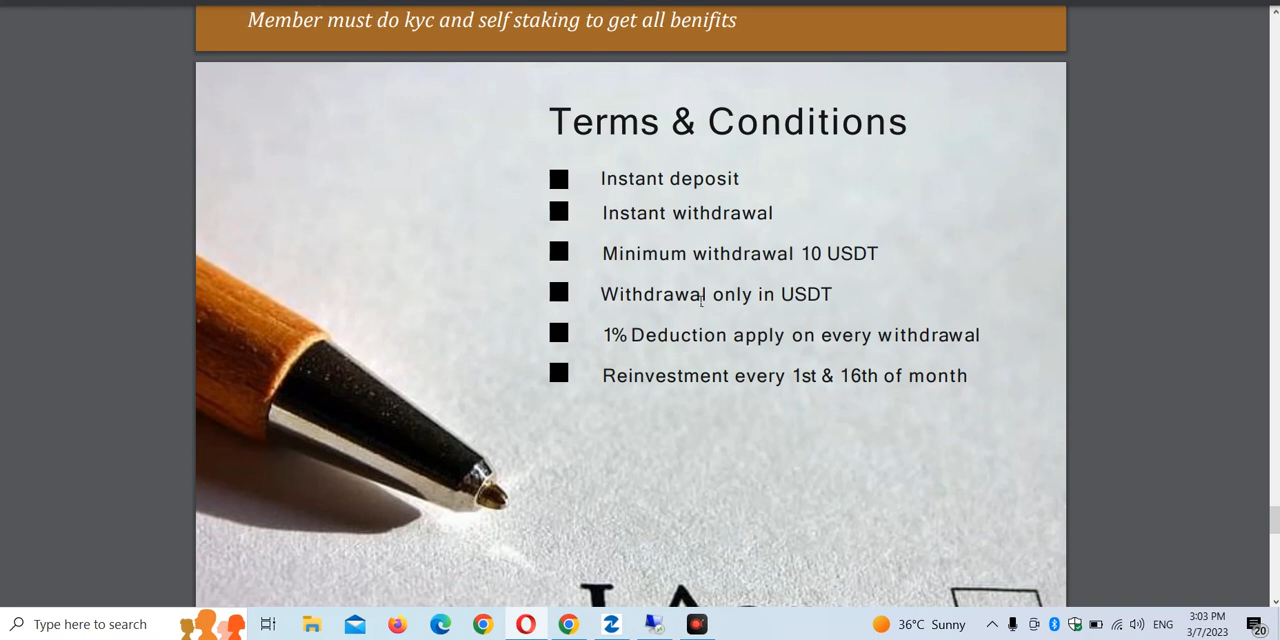 Member must do kyc and self staking to get all benifits
Terms & Conditions
Instant deposit
Instant withdrawal
Minimum withdrawal 10 USDT
Withdrawal only in USDT
1% Deduction apply on every withdrawal
Reinvestment every 1st & 16th of month
Type here to search
36°C Sunny
ENG
3:03 PM
3/7/2023
20